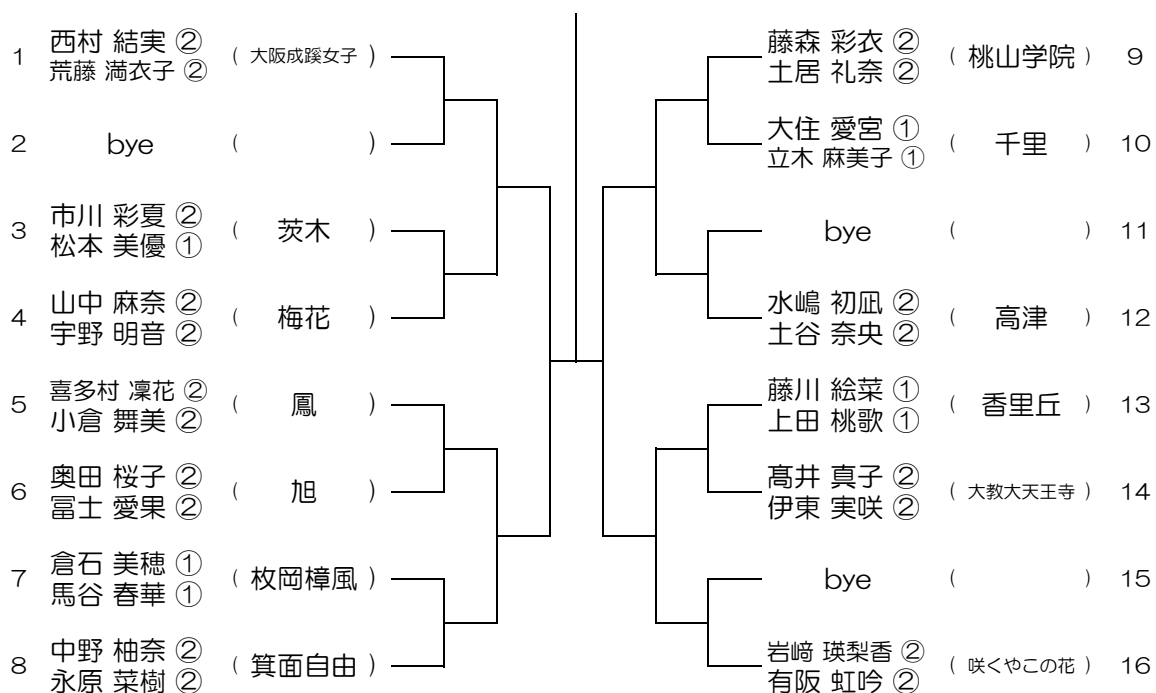 1 西村 結実 ② ( 大阪成蹊女子 )
荒藤 満衣子 ②
2 bye ( )
3 市川 彩夏 ② ( 茨木 )
松本 美優 ①
4 山中 麻奈 ② ( 梅花 )
宇野 明音 ②
5 喜多村 凜花 ② ( 鳳 )
小倉 舞美 ②
6 奥田 桜子 ② ( 旭 )
冨士 愛果 ②
7 倉石 美穂 ① ( 枚岡樟風 )
馬谷 春華 ①
8 中野 柚奈 ② ( 箕面自由 )
永原 菜樹 ②
藤森 彩衣 ② ( 桃山学院 ) 9
土居 礼奈 ②
大住 愛宮 ① ( 千里 ) 10
立木 麻美子 ①
bye ( ) 11
水嶋 初凪 ② ( 高津 ) 12
土谷 奈央 ②
藤川 絵菜 ① ( 香里丘 ) 13
上田 桃歌 ①
髙井 真子 ② ( 大教大天王寺 ) 14
伊東 実咲 ②
bye ( ) 15
岩﨑 瑛梨香 ② ( 咲くやこの花 ) 16
有阪 虹吟 ②